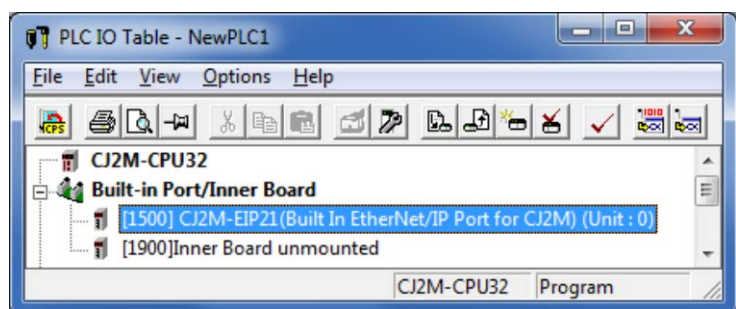 PLC IO Table - NewPLC1
File Edit View Options Help
CPS
CJ2M-CPU32
Built-in Port/Inner Board
[1500] CJ2M-EIP21(Built In EtherNet/IP Port for CJ2M) (Unit : 0)
[1900]Inner Board unmounted
CJ2M-CPU32 Program